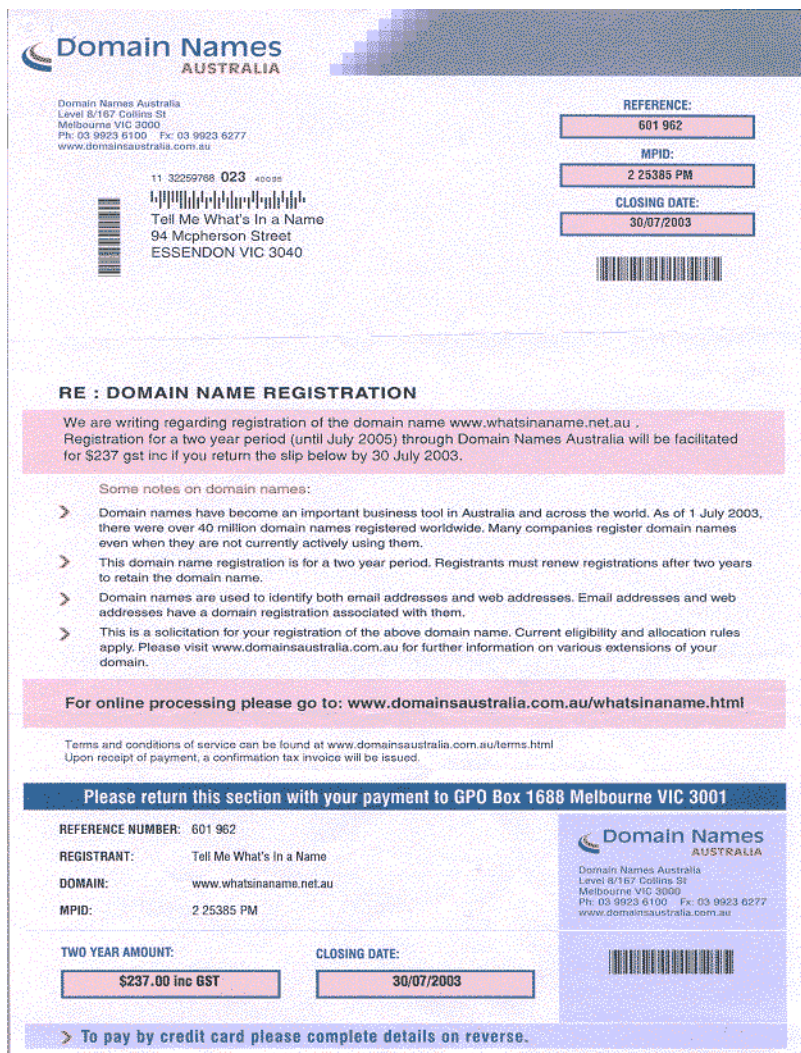 Domain Names
AUSTRALIA
Domain Names Australia
Level 8/167 Collins St
Melbourne VIC 3000
Ph: 03 9923 6100 Fx: 03 9923 6277
www.domainsaustralia.com.au
REFERENCE:
601 962
MPID:
2 25385 PM
CLOSING DATE:
30/07/2003
11 32259768 023
Tell Me What's In a Name
94 Mcpherson Street
ESSENDON VIC 3040
RE : DOMAIN NAME REGISTRATION
We are writing regarding registration of the domain name www.whatsinaname.net.au .
Registration for a two year period (until July 2005) through Domain Names Australia will be facilitated
for $237 gst inc if you return the slip below by 30 July 2003.
Some notes on domain names:
Domain names have become an important business tool in Australia and across the world. As of 1 July 2003,
there were over 40 million domain names registered worldwide. Many companies register domain names
even when they are not currently actively using them.
This domain name registration is for a two year period. Registrants must renew registrations after two years
to retain the domain name.
Domain names are used to identify both email addresses and web addresses. Email addresses and web
addresses have a domain registration associated with them.
This is a solicitation for your registration of the above domain name. Current eligibility and allocation rules
apply. Please visit www.domainsaustralia.com.au for further information on various extensions of your
domain.
For online processing please go to: www.domainsaustralia.com.au/whatsinaname.html
Terms and conditions of service can be found at www.domainsaustralia.com.au/terms.html
Upon receipt of payment, a confirmation tax invoice will be issued.
Please return this section with your payment to GPO Box 1688 Melbourne VIC 3001
REFERENCE NUMBER: 601 962
REGISTRANT: Tell Me What's In a Name
DOMAIN: www.whatsinaname.net.au
MPID: 2 25385 PM
Domain Names
AUSTRALIA
Domain Names Australia
Level 8/167 Collins St
Melbourne VIC 3000
Ph: 03 9923 6100 Fx: 03 9923 6277
www.domainsaustralia.com.au
TWO YEAR AMOUNT:
$237.00 inc GST
CLOSING DATE:
30/07/2003
To pay by credit card please complete details on reverse.